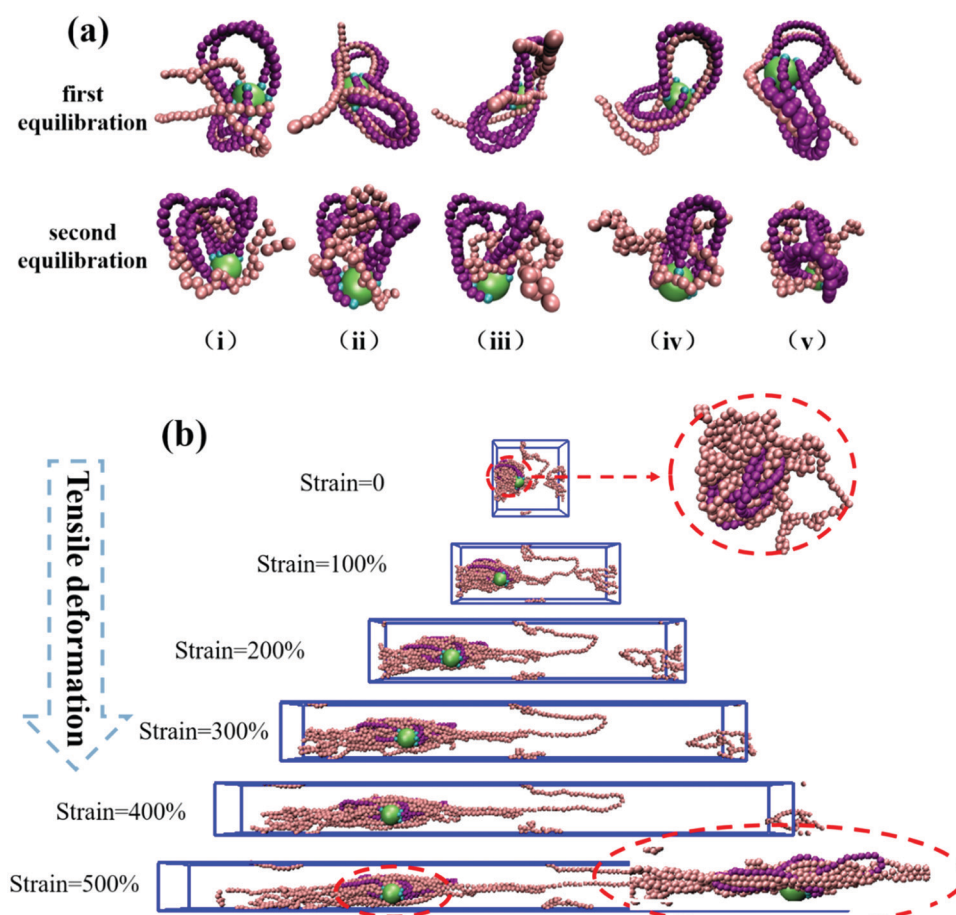 (a)
first
equilibration
second
equilibration
(i) (ii) (iii) (iv) (v)
(b)
Tensile deformation
Strain=0
Strain=100%
Strain=200%
Strain=300%
Strain=400%
Strain=500%